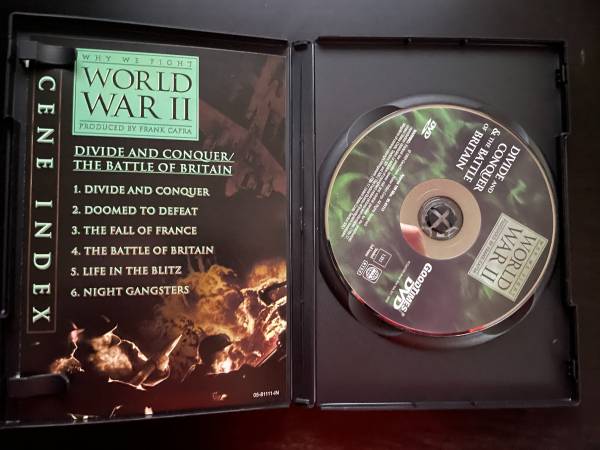 WHY WE FIGHT
WORLD
WAR II
PRODUCED BY FRANK CAPRA
CENE INDEX
DIVIDE AND CONQUER/
THE BATTLE OF BRITAIN
1. DIVIDE AND CONQUER
2. DOOMED TO DEFEAT
3. THE FALL OF FRANCE
4. THE BATTLE OF BRITAIN
5. LIFE IN THE BLITZ
6. NIGHT GANGSTERS
05-81111-IN
DVD
DIVIDE AND
CONQUER
& THE BATTLE
OF BRITAIN
WORLD
WAR II
GOODTIMES
DVD